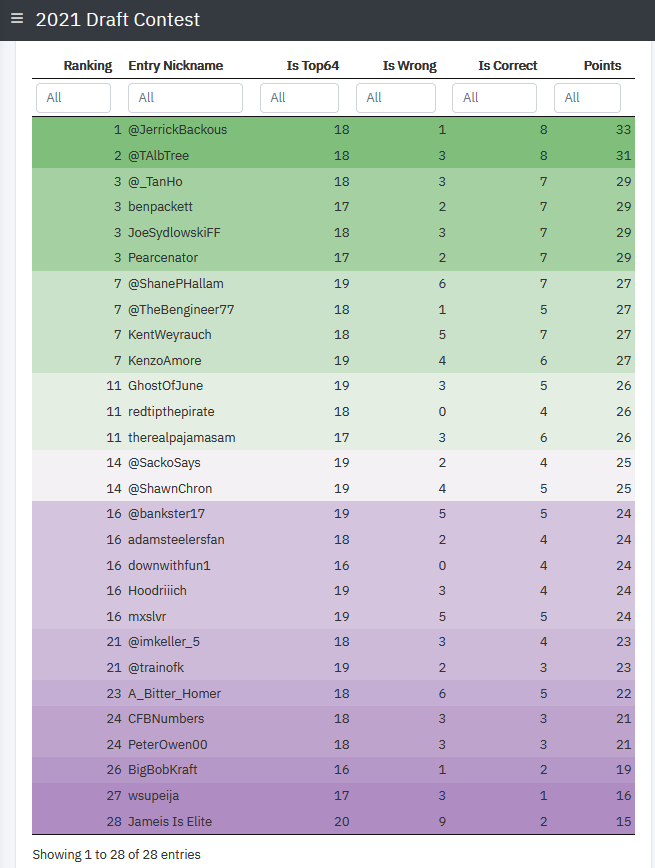 ≡ 2021 Draft Contest
Ranking Entry Nickname Is Top64 Is Wrong Is Correct Points
All All All All All All
1 @JerrickBackous 18 1 8 33
2 @TAlbTree 18 3 8 31
3 @_TanHo 18 3 7 29
3 benpackett 17 2 7 29
3 JoeSydlowskiFF 18 3 7 29
3 Pearcenator 17 2 7 29
7 @ShanePHallam 19 6 7 27
7 @TheBengineer77 18 1 5 27
7 KentWeyrauch 18 5 7 27
7 KenzoAmore 19 4 6 27
11 GhostOfJune 19 3 5 26
11 redtipthepirate 18 0 4 26
11 therealpajamasam 17 3 6 26
14 @SackoSays 19 2 4 25
14 @ShawnChron 19 4 5 25
16 @bankster17 19 5 5 24
16 adamsteelersfan 18 2 4 24
16 downwithfun1 16 0 4 24
16 Hoodriiich 19 3 4 24
16 mxslvr 19 5 5 24
21 @imkeller_5 18 3 4 23
21 @trainofk 19 2 3 23
23 A_Bitter_Homer 18 6 5 22
24 CFBNumbers 18 3 3 21
24 PeterOwen00 18 3 3 21
26 BigBobKraft 16 1 2 19
27 wsupeija 17 3 1 16
28 Jameis Is Elite 20 9 2 15
Showing 1 to 28 of 28 entries